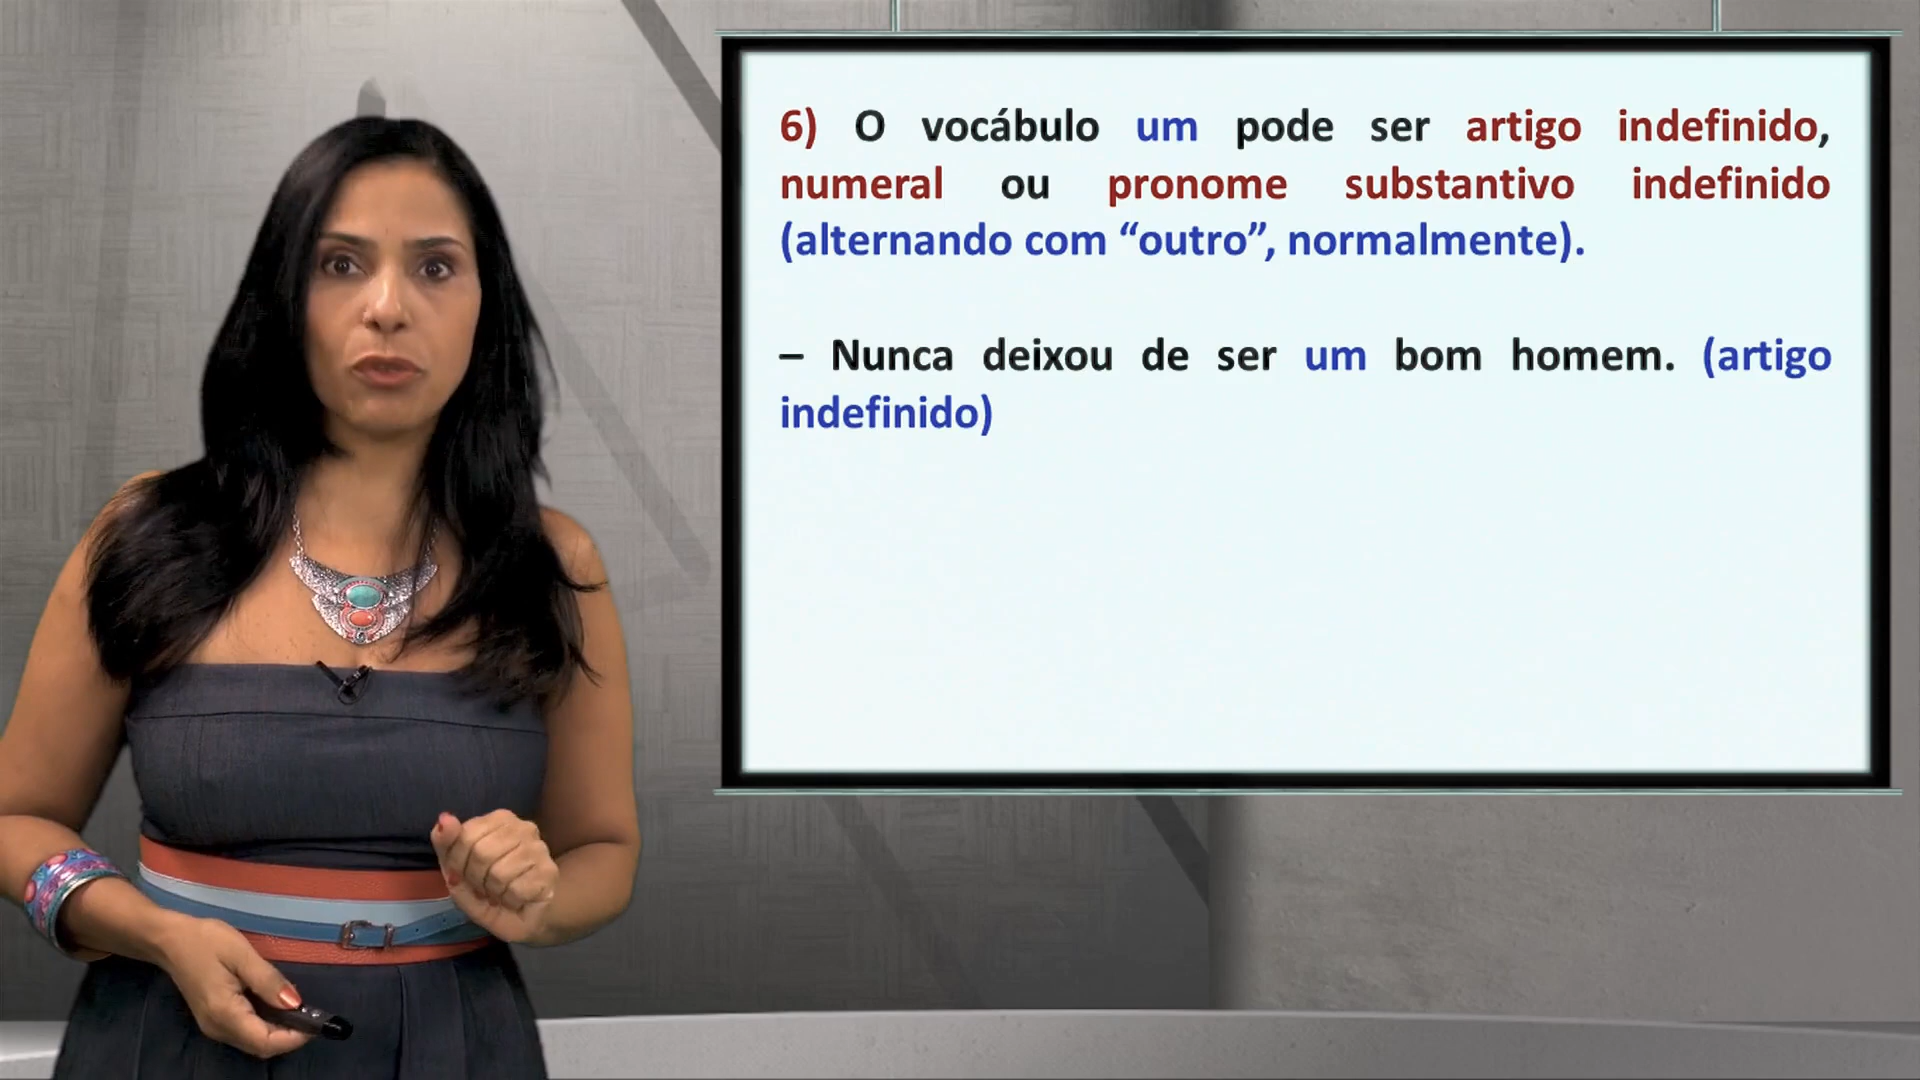 6) O vocábulo um pode ser artigo indefinido,
numeral ou pronome substantivo indefinido
(alternando com “outro”, normalmente).
– Nunca deixou de ser um bom homem. (artigo
indefinido)